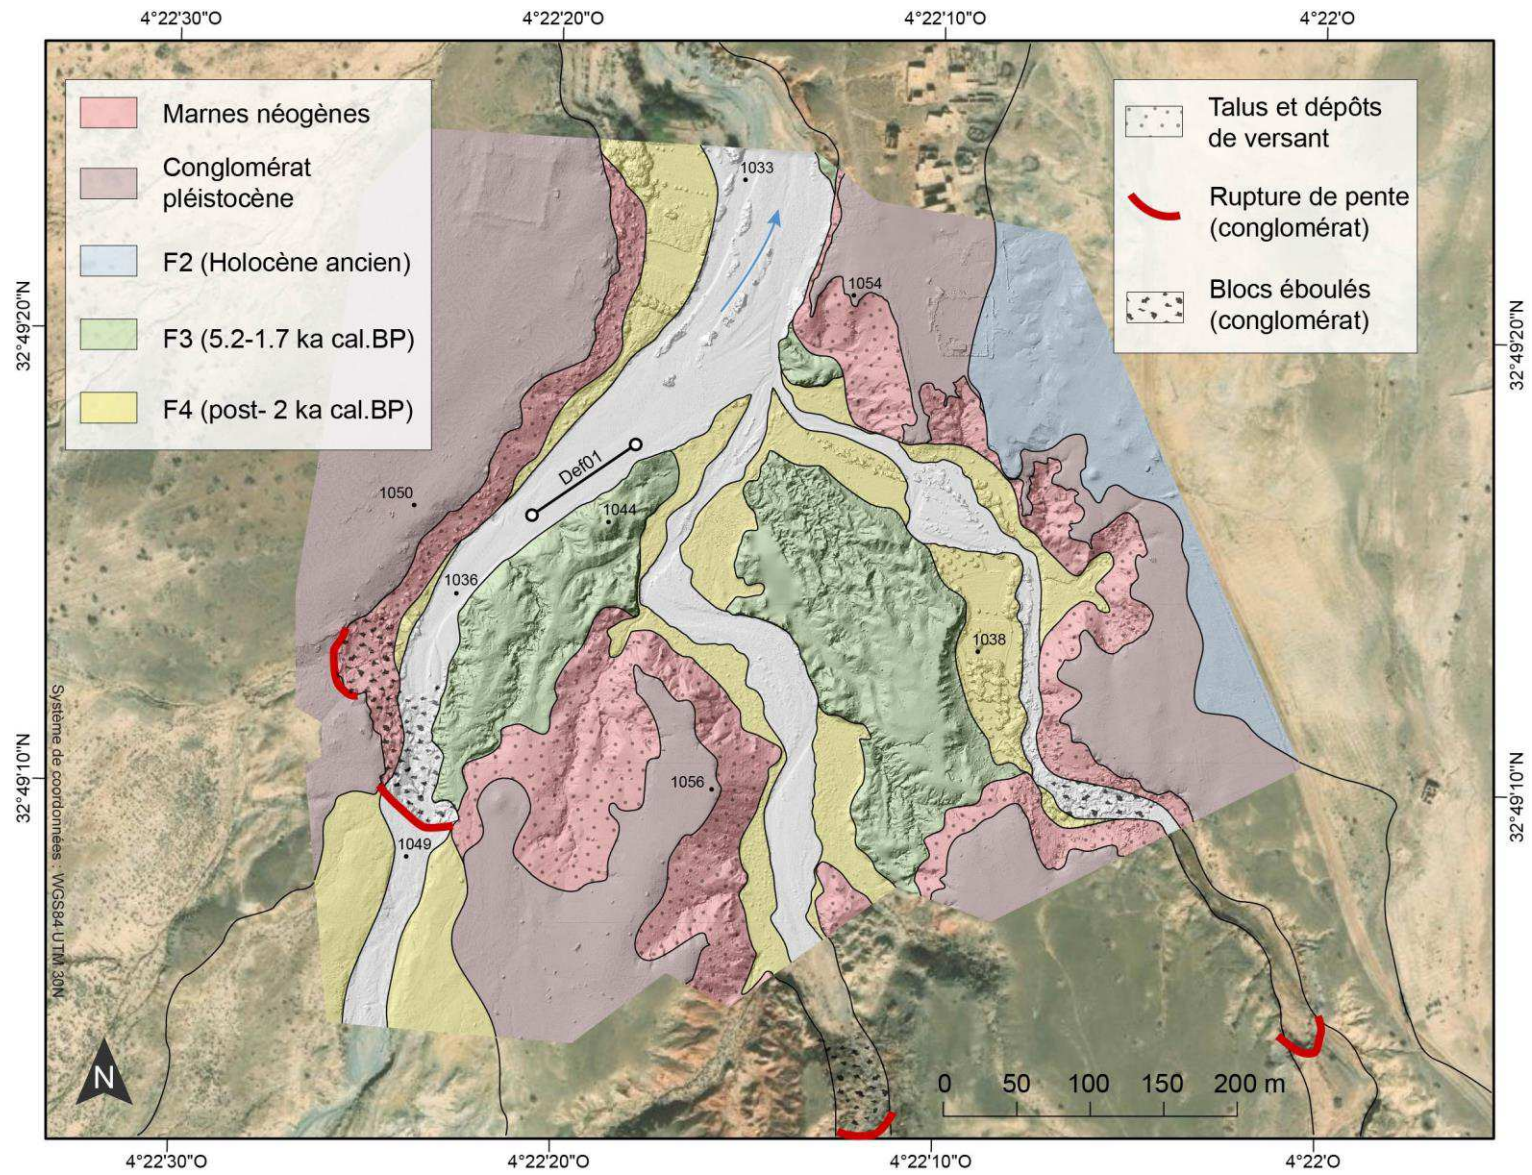 4°22'30"O
4°22'20"O
4°22'10"O
4°22'O
Marnes néogènes
Conglomérat
pléistocène
F2 (Holocène ancien)
F3 (5.2-1.7 ka cal.BP)
F4 (post- 2 ka cal.BP)
Talus et dépôts
de versant
Rupture de pente
(conglomérat)
Blocs éboulés
(conglomérat)
1033
1054
32°49'20"N
32°49'20"N
Def01
1050
1044
1036
1038
1056
1049
32°49'10"N
32°49'10"N
Système de coordonnées : WGS84 UTM 30N
N
0 50 100 150 200 m
4°22'30"O
4°22'20"O
4°22'10"O
4°22'O